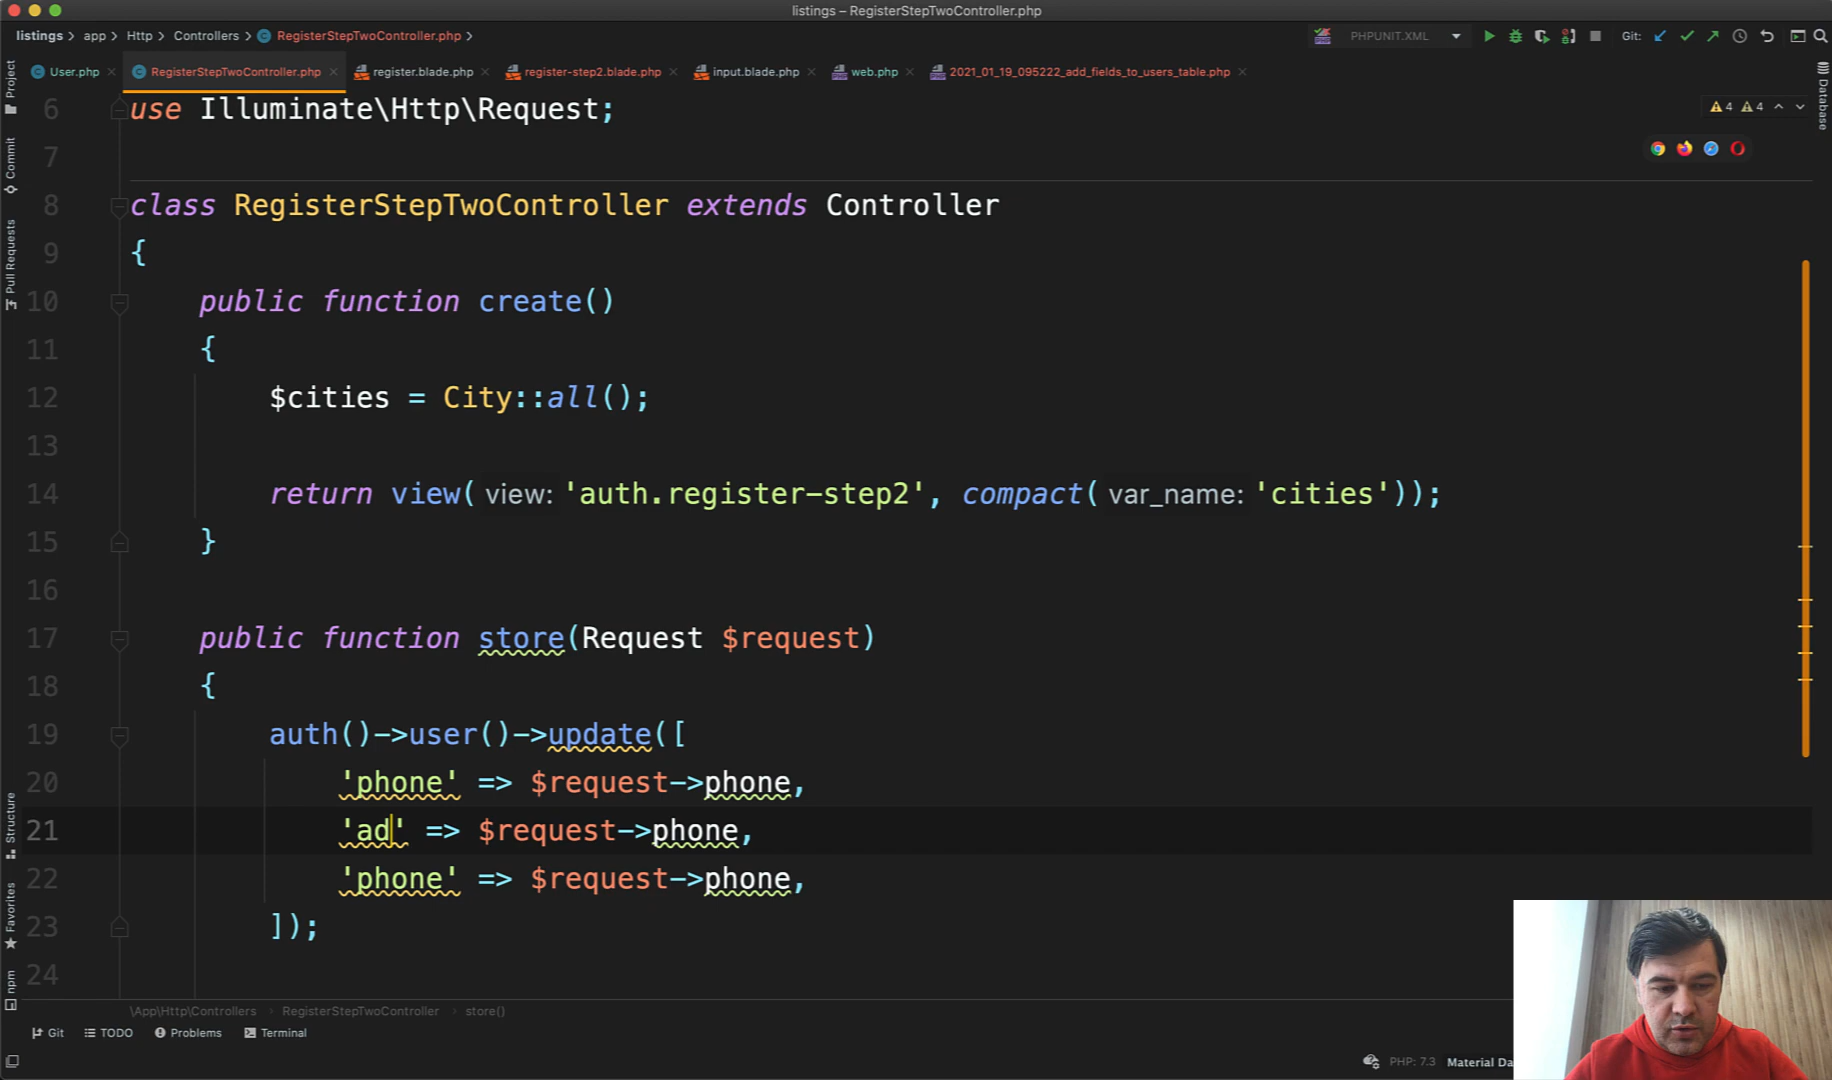 listings – RegisterStepTwoController.php
listings > app > Http > Controllers > RegisterStepTwoController.php >
PHPUNIT.XML
Git:
User.php
RegisterStepTwoController.php
register.blade.php
register-step2.blade.php
input.blade.php
web.php
2021_01_19_095222_add_fields_to_users_table.php
Project
Commit
Pull Requests
Structure
Favorites
npm
Database
4 4
6 use Illuminate\Http\Request;
7
8 class RegisterStepTwoController extends Controller
9 {
10 public function create()
11 {
12 $cities = City::all();
13
14 return view( view: 'auth.register-step2', compact( var_name: 'cities'));
15 }
16
17 public function store(Request $request)
18 {
19 auth()->user()->update([
20 'phone' => $request->phone,
21 'ad' => $request->phone,
22 'phone' => $request->phone,
23 ]);
24
\App\Http\Controllers > RegisterStepTwoController > store()
Git
TODO
Problems
Terminal
PHP: 7.3
Material Da